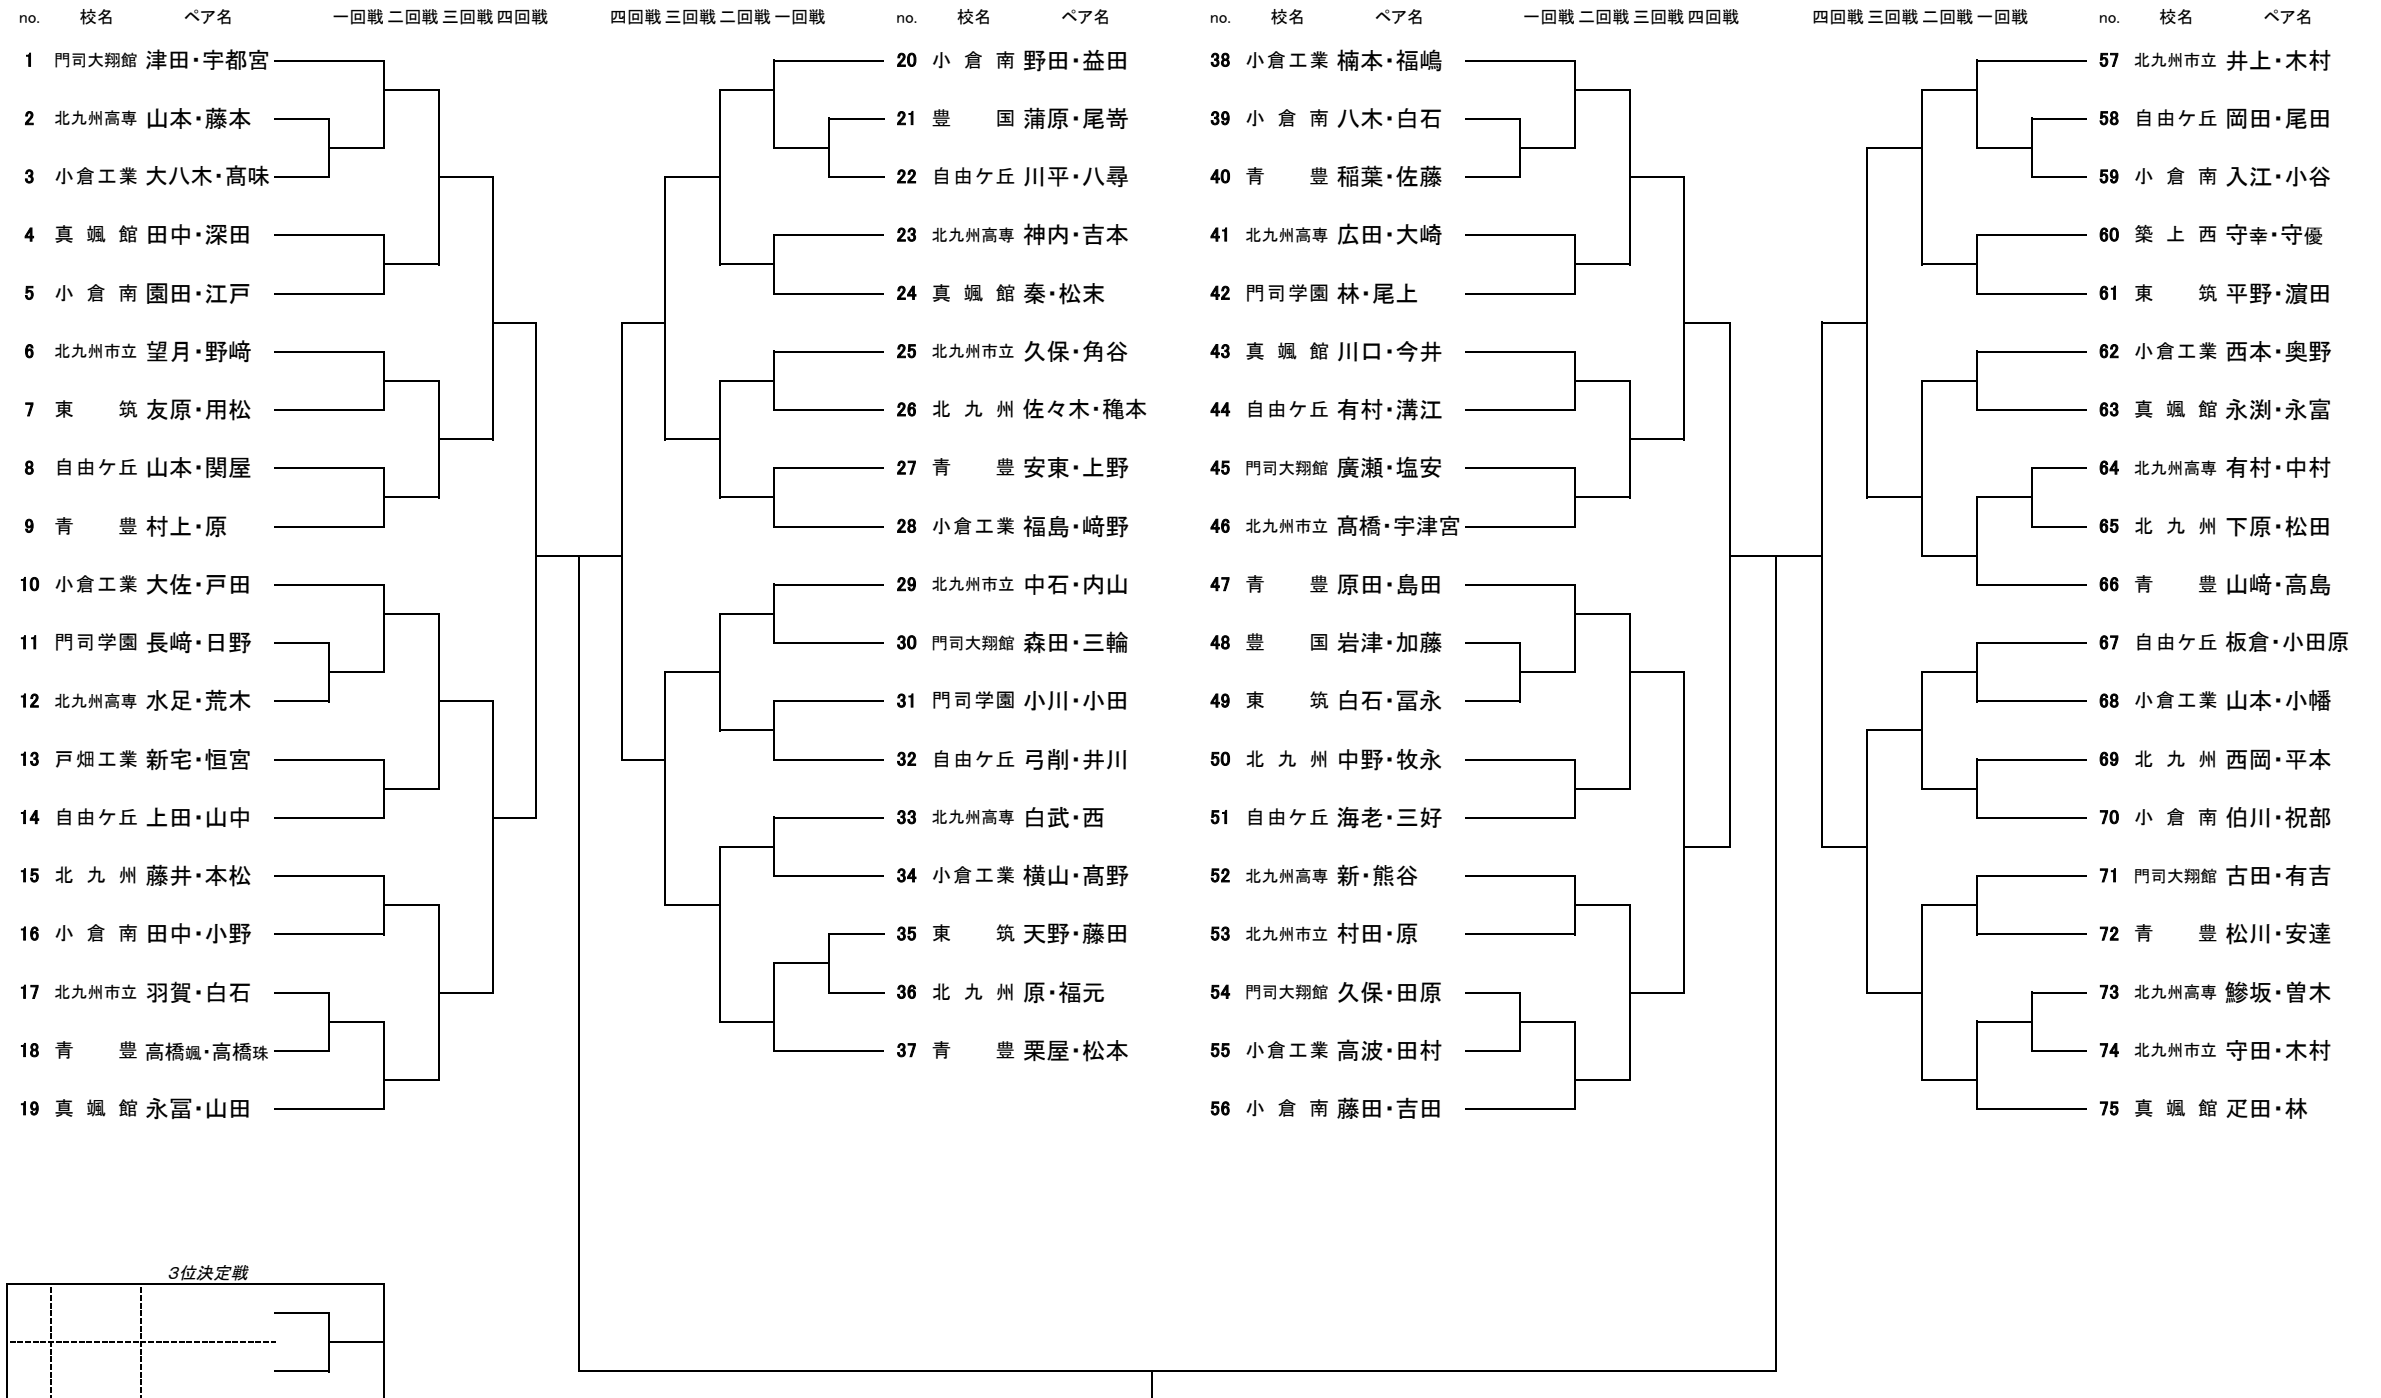 no. 校名 ペア名 一回戦 二回戦 三回戦 四回戦 四回戦 三回戦 二回戦 一回戦 no. 校名 ペア名 no. 校名 ペア名 一回戦 二回戦 三回戦 四回戦 四回戦 三回戦 二回戦 一回戦 no. 校名 ペア名
1 門司大翔館 津田・宇都宮 20 小倉南 野田・益田 38 小倉工業 楠本・福嶋 57 北九州市立 井上・木村
2 北九州高専 山本・藤本 21 豊国 蒲原・尾嵜 39 小倉南 八木・白石 58 自由ケ丘 岡田・尾田
3 小倉工業 大八木・髙味 22 自由ケ丘 川平・八尋 40 青豊 稲葉・佐藤 59 小倉南 入江・小谷
4 真颯館 田中・深田 23 北九州高専 神内・吉本 41 北九州高専 広田・大崎 60 築上西 守幸・守優
5 小倉南 園田・江戸 24 真颯館 秦・松末 42 門司学園 林・尾上 61 東筑 平野・濵田
6 北九州市立 望月・野﨑 25 北九州市立 久保・角谷 43 真颯館 川口・今井 62 小倉工業 西本・奥野
7 東筑 友原・用松 26 北九州 佐々木・穐本 44 自由ケ丘 有村・溝江 63 真颯館 永渕・永富
8 自由ケ丘 山本・関屋 27 青豊 安東・上野 45 門司大翔館 廣瀬・塩安 64 北九州高専 有村・中村
9 青豊 村上・原 28 小倉工業 福島・﨑野 46 北九州市立 髙橋・宇津宮 65 北九州 下原・松田
10 小倉工業 大佐・戸田 29 北九州市立 中石・内山 47 青豊 原田・島田 66 青豊 山﨑・高島
11 門司学園 長﨑・日野 30 門司大翔館 森田・三輪 48 豊国 岩津・加藤 67 自由ケ丘 板倉・小田原
12 北九州高専 水足・荒木 31 門司学園 小川・小田 49 東筑 白石・冨永 68 小倉工業 山本・小幡
13 戸畑工業 新宅・恒宮 32 自由ケ丘 弓削・井川 50 北九州 中野・牧永 69 北九州 西岡・平本
14 自由ケ丘 上田・山中 33 北九州高専 白武・西 51 自由ケ丘 海老・三好 70 小倉南 伯川・祝部
15 北九州 藤井・本松 34 小倉工業 横山・髙野 52 北九州高専 新・熊谷 71 門司大翔館 古田・有吉
16 小倉南 田中・小野 35 東筑 天野・藤田 53 北九州市立 村田・原 72 青豊 松川・安達
17 北九州市立 羽賀・白石 36 北九州 原・福元 54 門司大翔館 久保・田原 73 北九州高専 鰺坂・曽木
18 青豊 高橋颯・高橋珠 37 青豊 栗屋・松本 55 小倉工業 高波・田村 74 北九州市立 守田・木村
19 真颯館 永冨・山田 56 小倉南 藤田・吉田 75 真颯館 疋田・林
3位決定戦